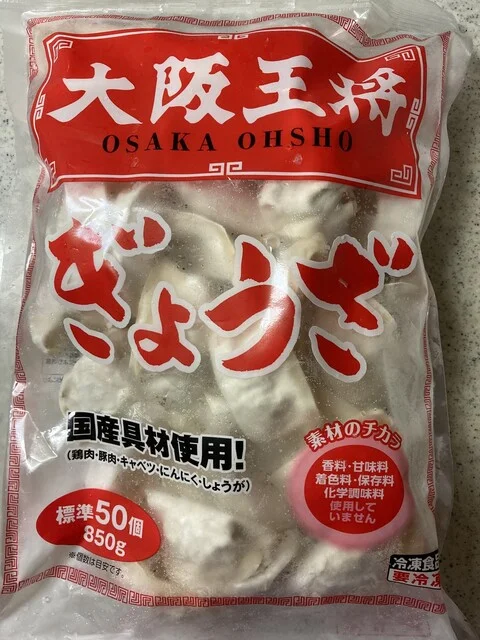 大阪王将
OSAKA OHSHO
ぎょうざ
国産具材使用!
(鶏肉・豚肉・キャベツ・にんにく・しょうが)
素材のチカラ
香料・甘味料
着色料・保存料
化学調味料
使用して
いません
標準50個
850g
※個数は目安です。
冷凍食品
要冷凍